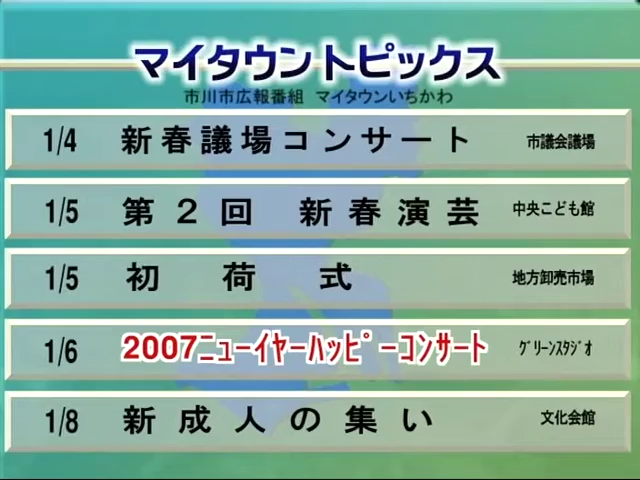 マイタウントピックス
市川市広報番組 マイタウンいちかわ
1/4 新春議場コンサート 市議会議場
1/5 第2回 新春演芸 中央こども館
1/5 初荷式 地方卸売市場
1/6 2007ﾆｭｰｲﾔｰﾊｯﾋﾟｰｺﾝｻｰﾄ ｸﾞﾘｰﾝｽﾀｼﾞｵ
1/8 新成人の集い 文化会館